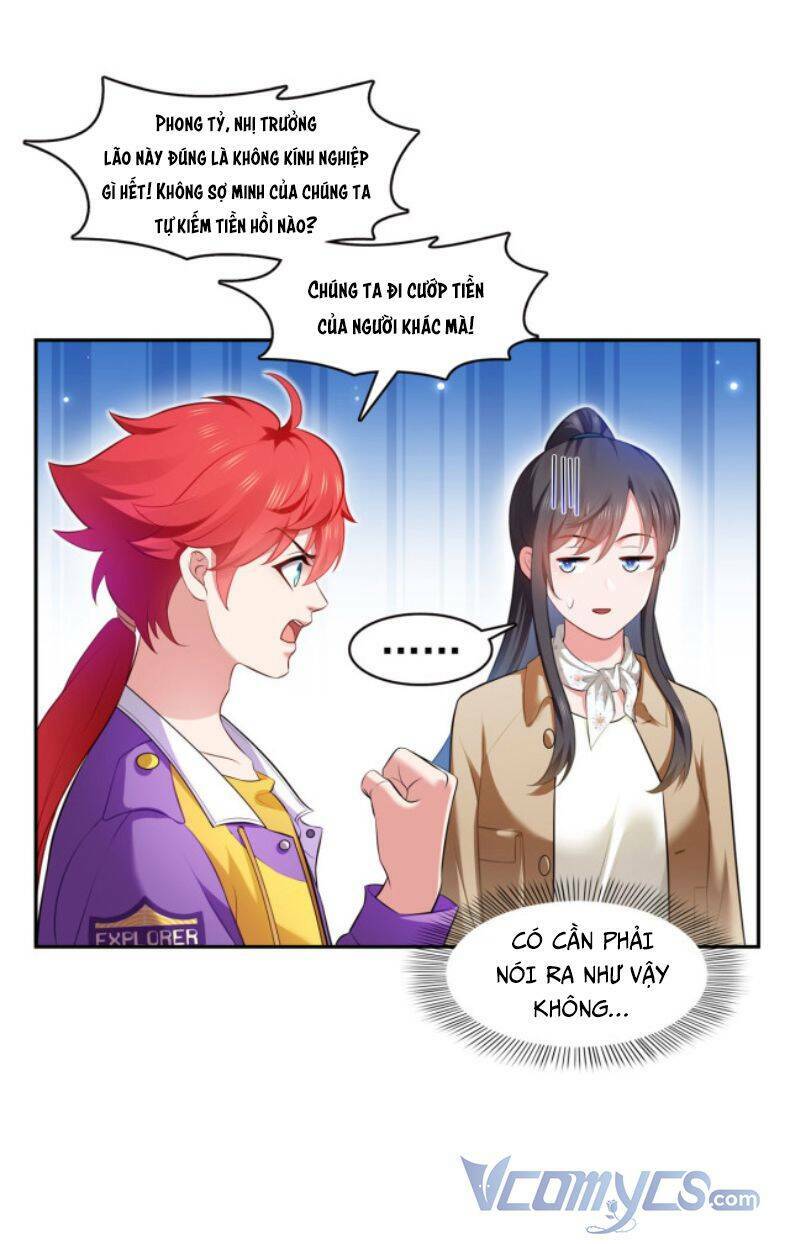 PHONG TỶ, NHỊ TRƯỞNG
LÃO NÀY ĐÚNG LÀ KHÔNG KÍNH NGHIỆP
GÌ HẾT! KHÔNG SỢ MINH CỦA CHÚNG TA
TỰ KIẾM TIỀN HỒI NÀO?
CHÚNG TA ĐI CƯỚP TIỀN
CỦA NGƯỜI KHÁC MÀ!
......
EXPLORER
CÓ CẦN PHẢI
NÓI RA NHƯ VẬY
KHÔNG...
VCOMYCS.com